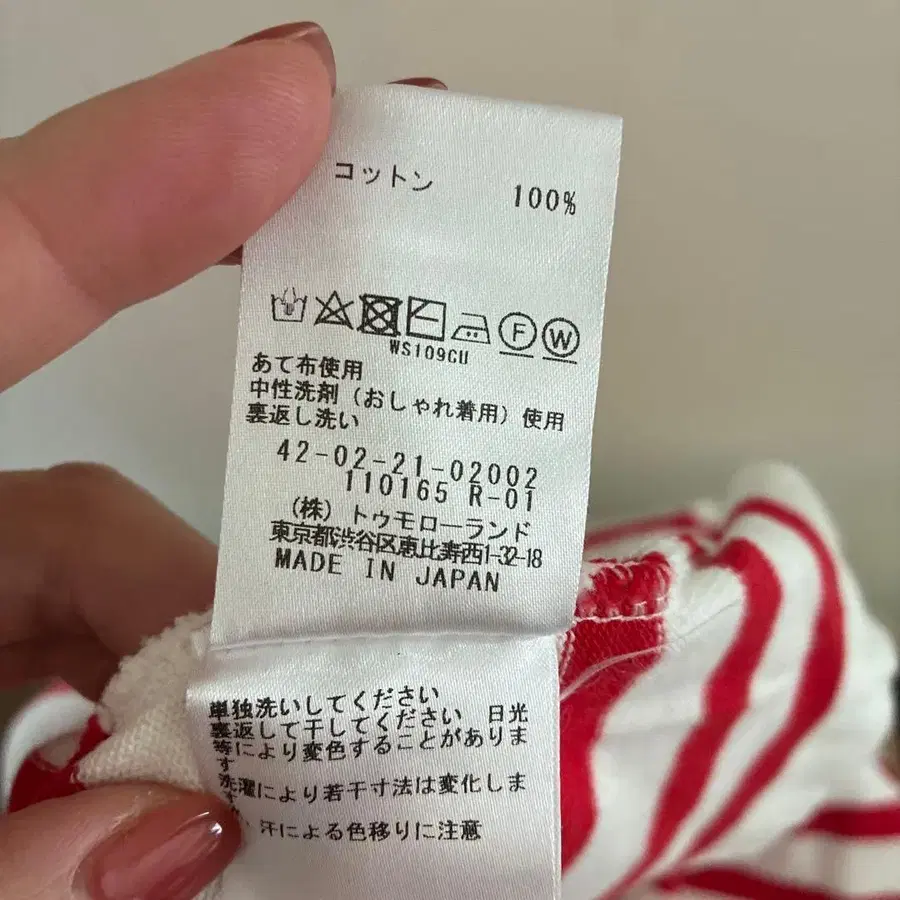 コットン 100%
F W
WS109CU
あて布使用
中性洗剤（おしゃれ着用）使用
裏返し洗い
42-02-21-02002
110165 R-01
（株）トゥモローランド
東京都渋谷区恵比寿西1-32-18
MADE IN JAPAN
単独洗いしてください
裏返して干してください 日光
等により変色することがありま
す
洗濯により若干寸法は変化しま
す
汗による色移りに注意